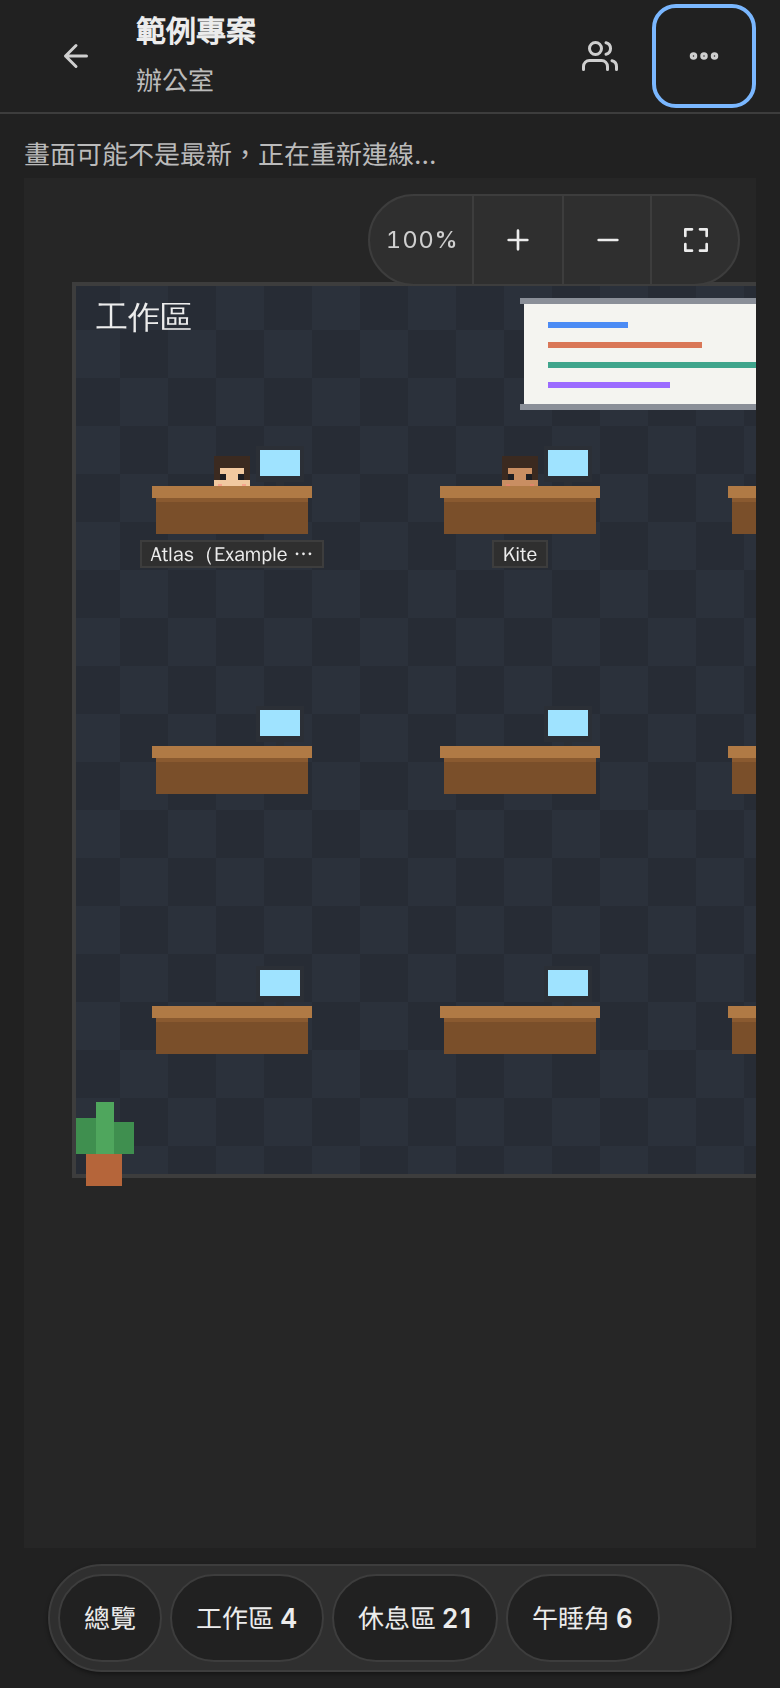 範例專案
辦公室
畫面可能不是最新，正在重新連線...
100%
工作區
Atlas（Example ...
Kite
總覽
工作區 4
休息區 21
午睡角 6